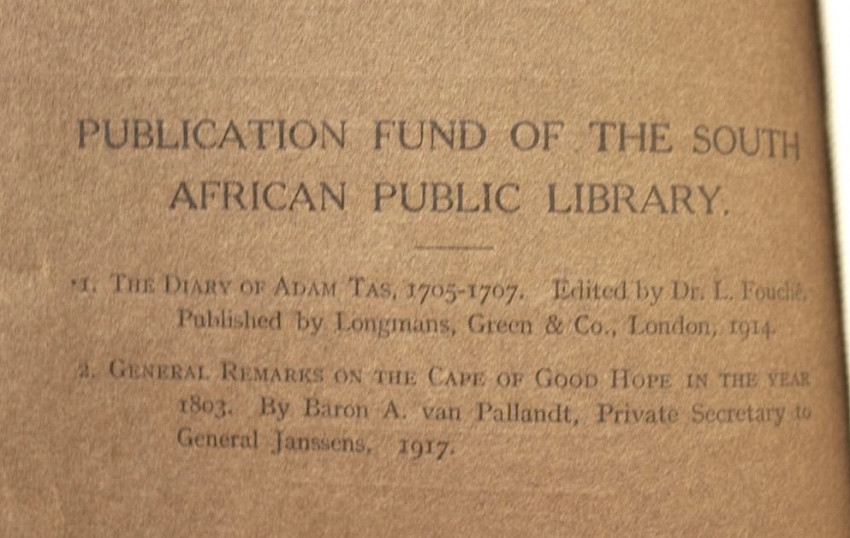 PUBLICATION FUND OF THE SOUTH
AFRICAN PUBLIC LIBRARY.
1. THE DIARY OF ADAM TAS, 1705-1707. Edited by Dr. L. Fouché.
Published by Longmans, Green & Co., London, 1914.
2. GENERAL REMARKS ON THE CAPE OF GOOD HOPE IN THE YEAR
1803. By Baron A. van Pallandt, Private Secretary to
General Janssens, 1917.